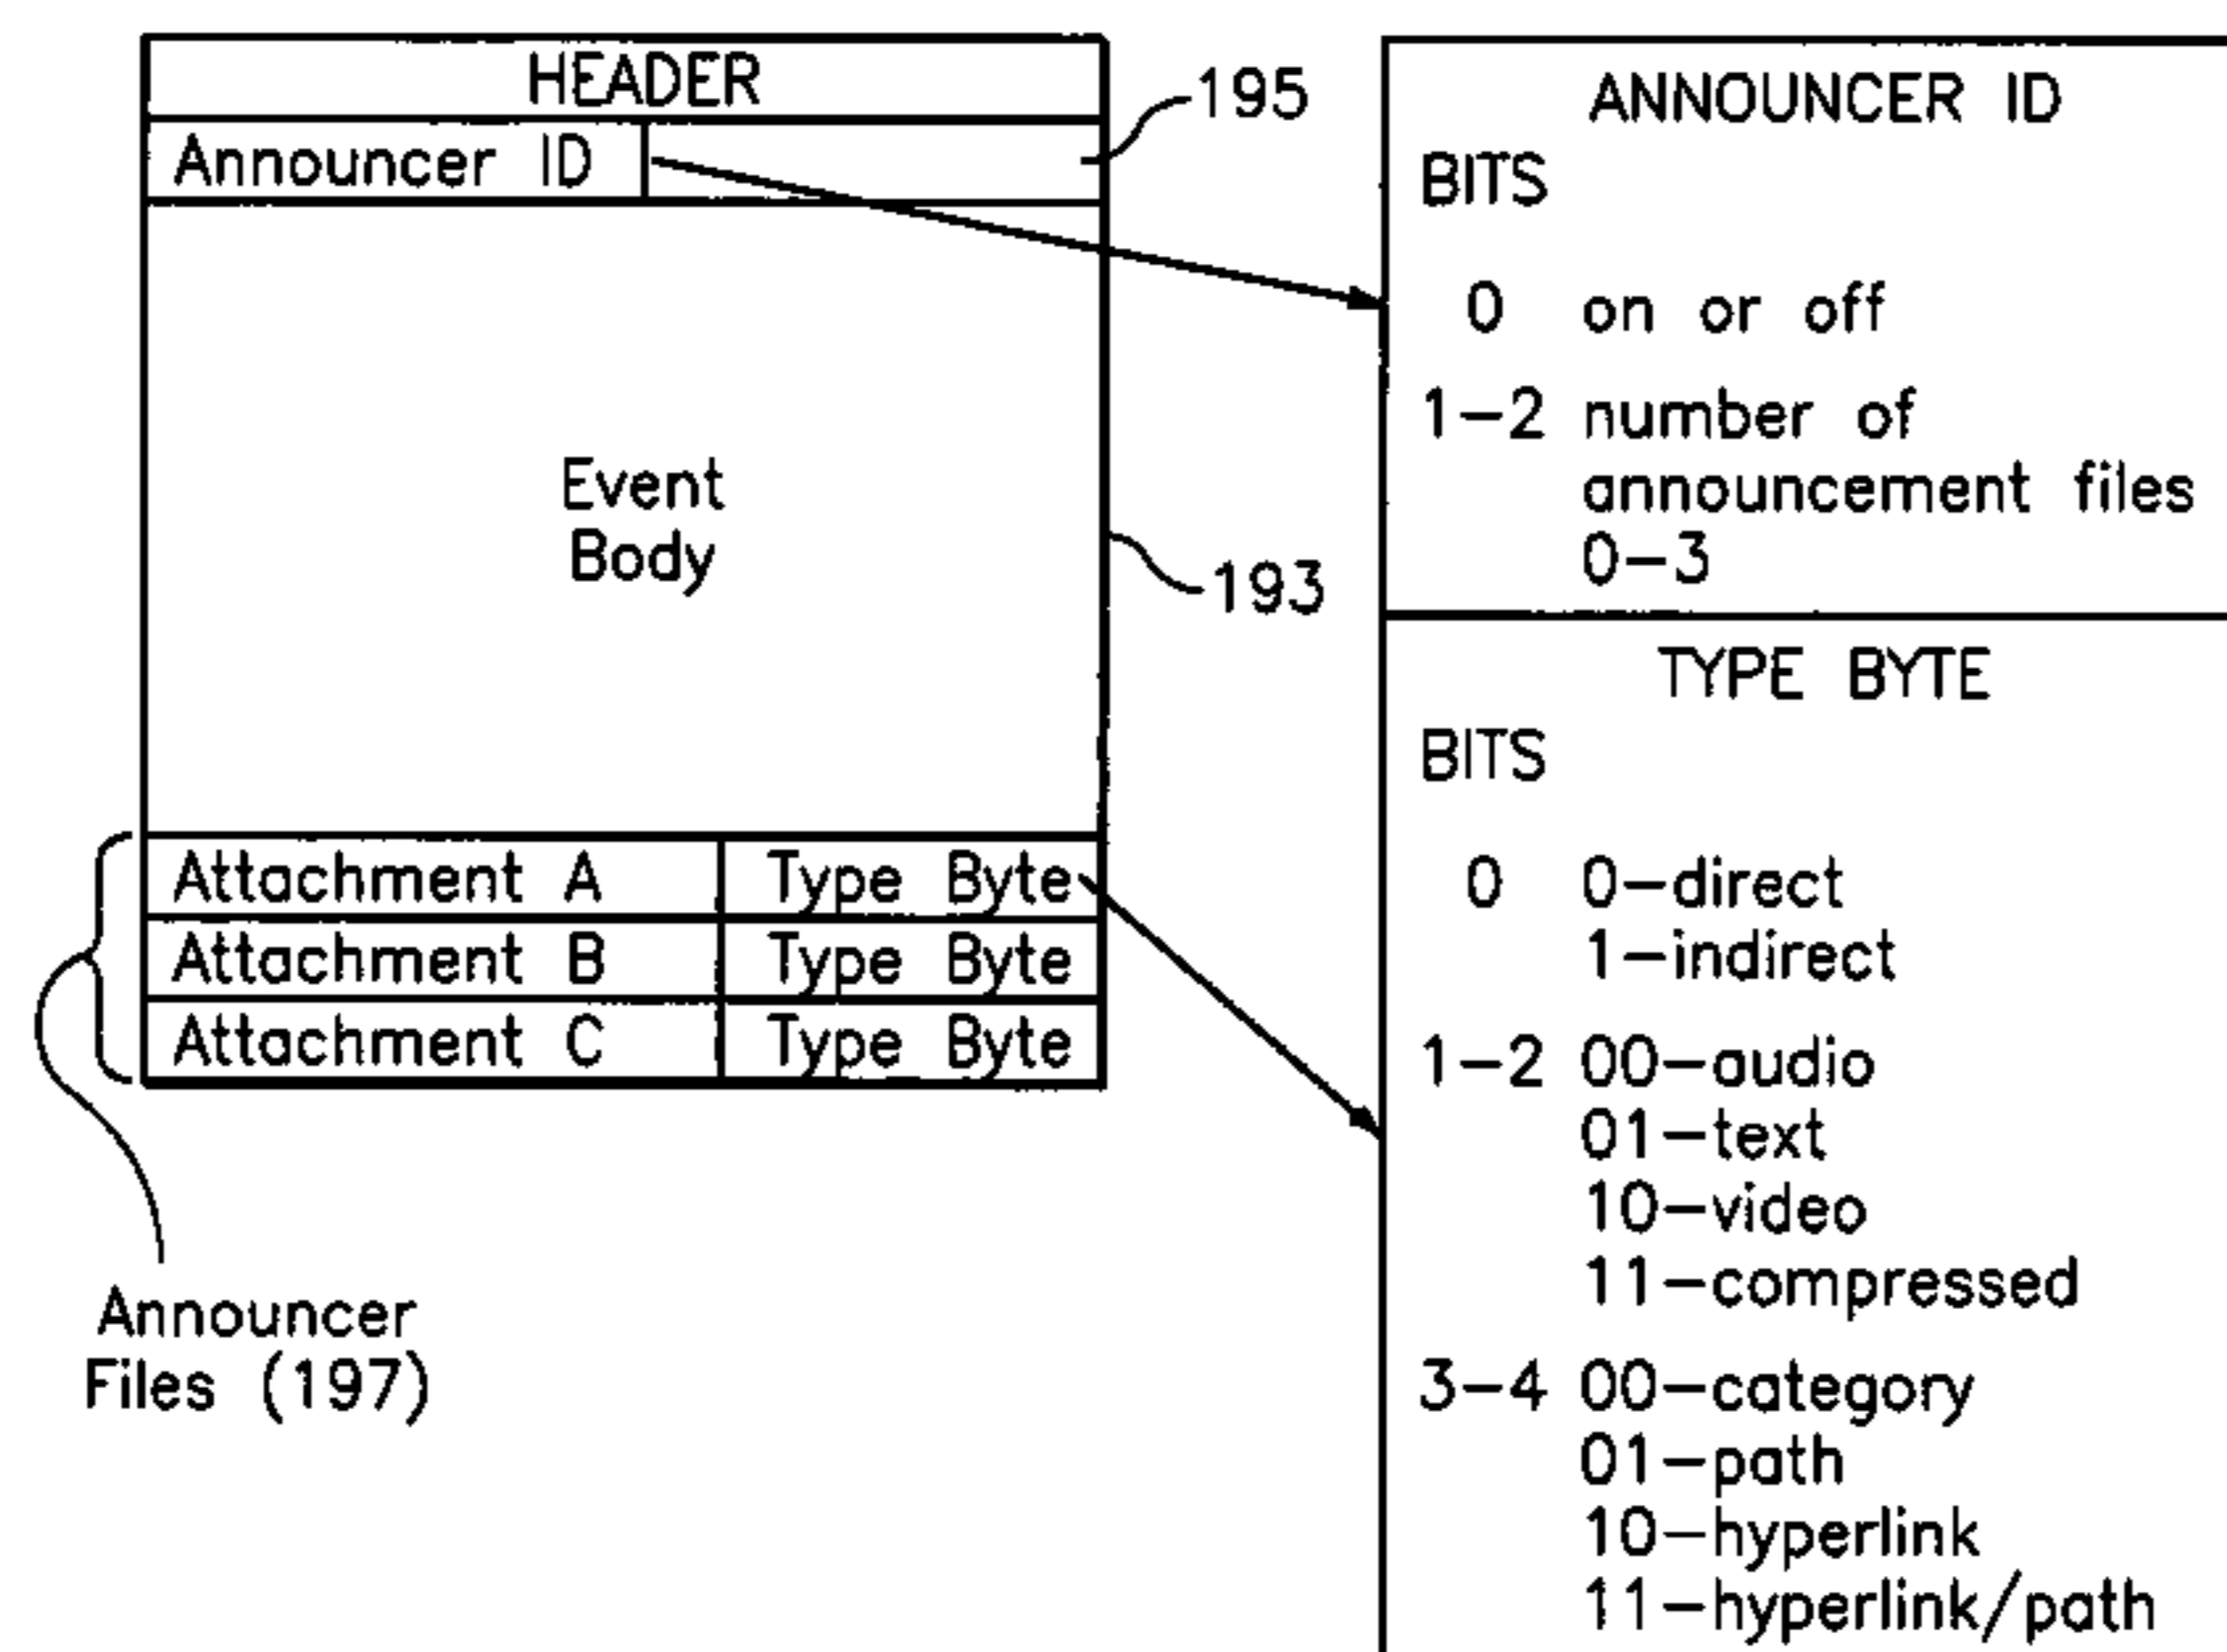 HEADER
Announcer ID
195
Event
Body
193
Attachment A Type Byte
Attachment B Type Byte
Attachment C Type Byte
Announcer
Files (197)
ANNOUNCER ID
BITS
0 on or off
1-2 number of
announcement files
0-3
TYPE BYTE
BITS
0 0-direct
1-indirect
1-2 00-audio
01-text
10-video
11-compressed
3-4 00-category
01-path
10-hyperlink
11-hyperlink/path